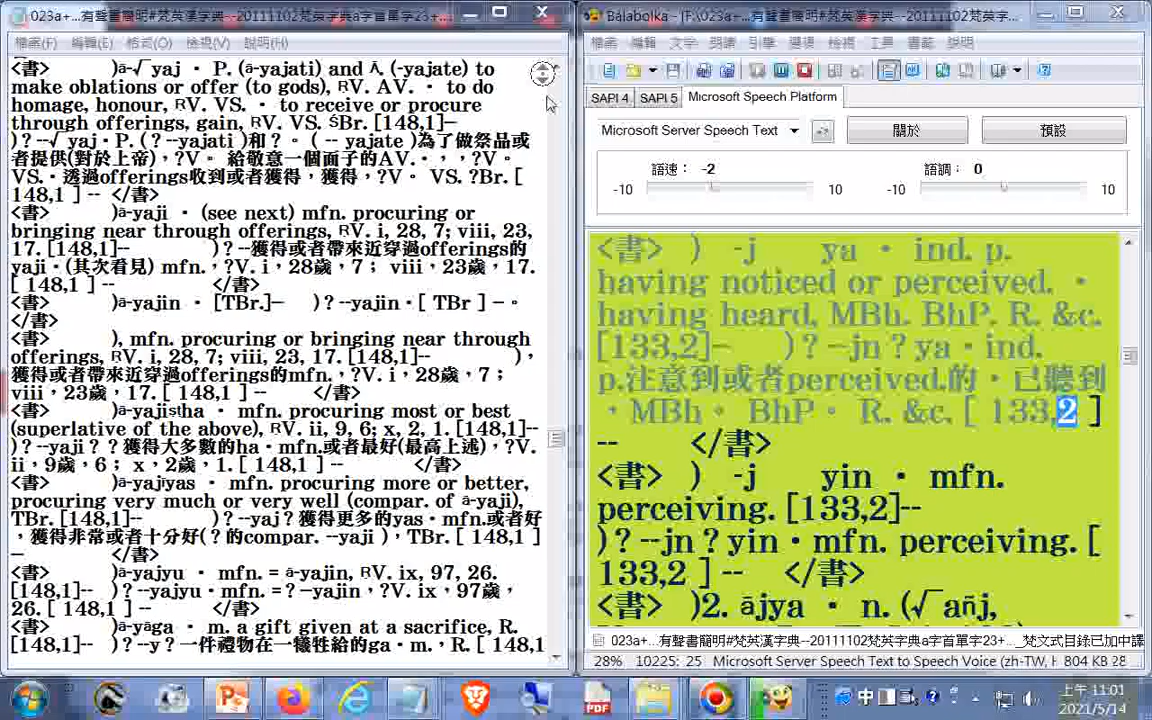 023a+...有聲書簡明#梵英漢字典--20111102梵英字典a字首單字23+...
檔案(F) 編輯(E) 格式(O) 檢視(V) 說明(H)
<書> )ā-√yaj · P. (ā-yajati) and Ā. (-yajate) to
make oblations or offer (to gods), RV. AV. · to do
homage, honour, RV. VS. · to receive or procure
through offerings, gain, RV. VS. ŚBr. [148,1]─
)?--√yaj·P. (?--yajati)和?。(-- yajate )為了做祭品或
者提供(對於上帝)，?V。 給敬意一個面子的AV.·，，?V。
VS.·透過offerings收到或者獲得，獲得，?V。 VS. ?Br. [
148,1 ] -- </書>
<書> )ā-yaji · (see next) mfn. procuring or
bringing near through offerings, RV. i, 28, 7; viii, 23,
17. [148,1]-- )?--獲得或者帶來近穿過offerings的
yaji·(其次看見) mfn.，?V. i，28歲，7； viii，23歲，17.
[ 148,1 ] -- </書>
<書> )ā-yajin · [TBr.]─ )?--yajin·[ TBr ] ─。
</書>
<書> ), mfn. procuring or bringing near through
offerings, RV. i, 28, 7; viii, 23, 17. [148,1]-- )，
獲得或者帶來近穿過offerings的mfn.，?V. i，28歲，7；
viii，23歲，17. [ 148,1 ] -- </書>
<書> )ā-yajiṣṭha · mfn. procuring most or best
(superlative of the above), RV. ii, 9, 6; x, 2, 1. [148,1]--
)?--yaji??獲得大多數的ha·mfn.或者最好(最高上述)，?V.
ii，9歲，6； x，2歲，1. [ 148,1 ] -- </書>
<書> )ā-yajīyas · mfn. procuring more or better,
procuring very much or very well (compar. of ā-yaji),
TBr. [148,1]-- )?--yaj?獲得更多的yas·mfn.或者好
，獲得非常或者十分好(?的compar. --yaji )，TBr. [ 148,1 ]
-- </書>
<書> )ā-yajyu · mfn. = ā-yajin, RV. ix, 97, 26.
[148,1]-- )?--yajyu·mfn. =?-yajin，?V. ix，97歲，
26. [ 148,1 ] -- </書>
<書> )ā-yāga · m. a gift given at a sacrifice, R.
[148,1]-- )?--y?一件禮物在一犧牲給的ga·m.，R. [ 148,1
Balabolka - [F:\023a+...有聲書簡明#梵英漢字典--20111102梵英字...
檔案 編輯 文字 朗讀 引擎 選項 檢視 工具 書籤 說明
SAPI 4 SAPI 5 Microsoft Speech Platform
Microsoft Server Speech Text 關於 預設
語速： -2 語調： 0
-10 10 -10 10
<書> ) -j ya · ind. p.
having noticed or perceived. ·
having heard, MBh. BhP. R. &c.
[133,2]─ )?--jn?ya·ind.
p.注意到或者perceived.的·已聽到
·MBh。 BhP。 R. &c. [ 133,2 ]
-- </書>
<書> ) -j yin · mfn.
perceiving. [133,2]--
)?--jn?yin·mfn. perceiving. [
133,2 ] -- </書>
<書> )2. ājya · n. (√añj,
023a+...有聲書簡明#梵英漢字典--20111102梵英字典a字首單字23+..._梵文式目錄已加中譯
28% 10225: 25 Microsoft Server Speech Text to Speech Voice (zh-TW, H 804 KB 28
PDF
中
上午 11:01
2021/5/14